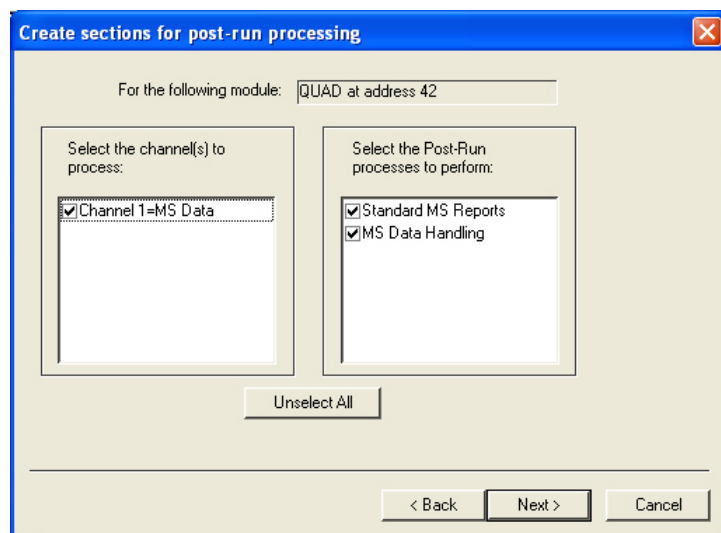 Create sections for post-run processing
For the following module: QUAD at address 42
Select the channel(s) to
process:
Channel 1=MS Data
Select the Post-Run
processes to perform:
Standard MS Reports
MS Data Handling
Unselect All
< Back
Next >
Cancel